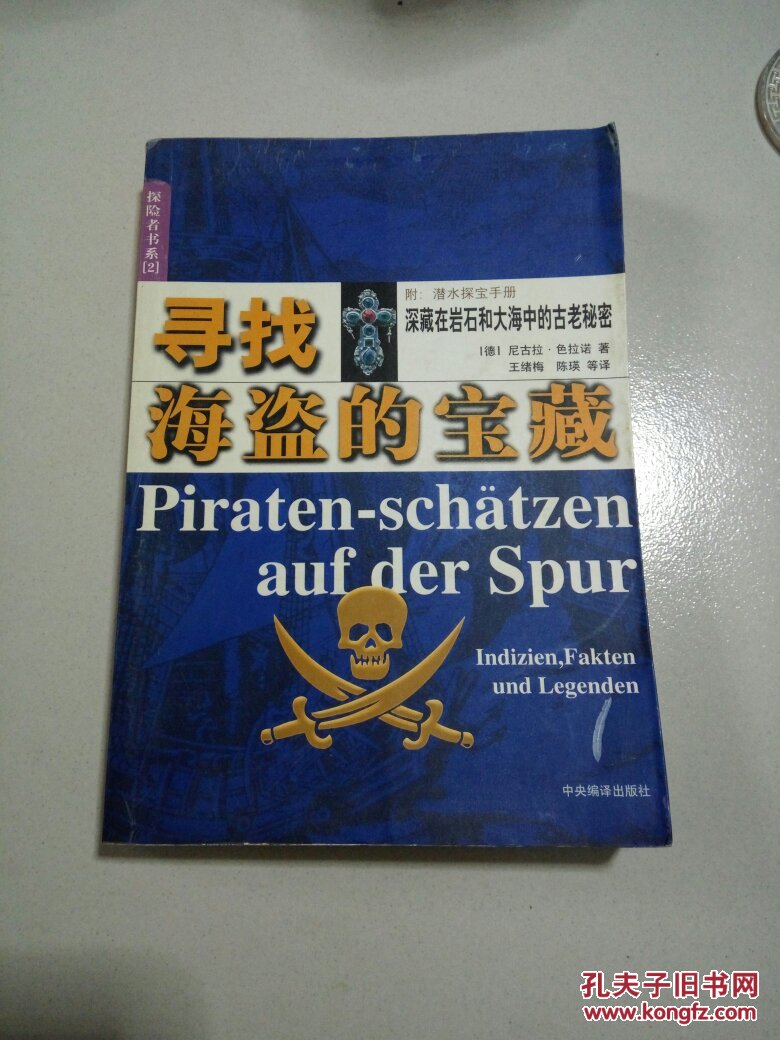 探险者书系[2]
附：潜水探宝手册
寻找
深藏在岩石和大海中的古老秘密
[德] 尼古拉·色拉诺 著
王绪梅 陈瑛 等译
海盗的宝藏
Piraten-schätzen
auf der Spur
Indizien,Fakten
und Legenden
中央编译出版社
孔夫子旧书网
www.kongfz.com